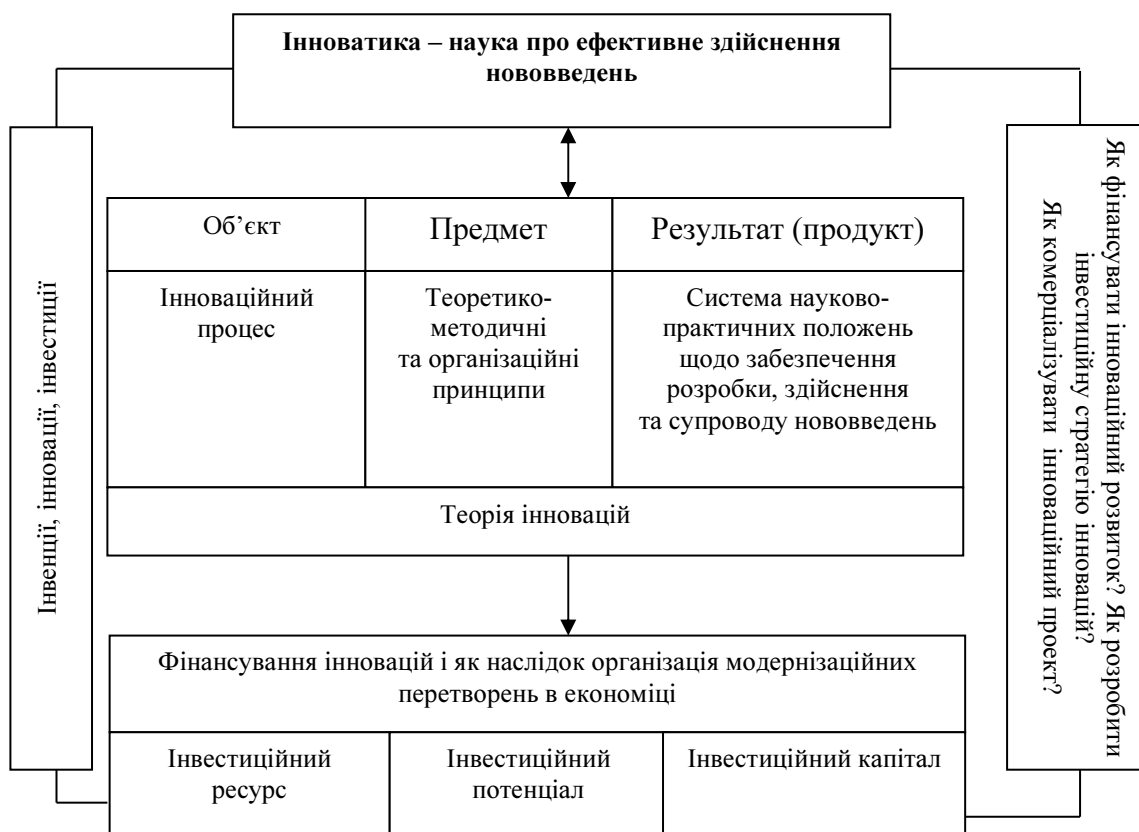 Інноватика – наука про ефективне здійснення
нововведень
Інвенції, інновації, інвестиції
Об’єкт
Предмет
Результат (продукт)
Інноваційний
процес
Теоретико-
методичні
та організаційні
принципи
Система науково-
практичних положень
щодо забезпечення
розробки, здійснення
та супроводу нововведень
Теорія інновацій
Фінансування інновацій і як наслідок організація модернізаційних
перетворень в економіці
Інвестиційний
ресурс
Інвестиційний
потенціал
Інвестиційний капітал
Як фінансувати інноваційний розвиток? Як розробити
інвестиційну стратегію інновацій?
Як комерціалізувати інноваційний проект?